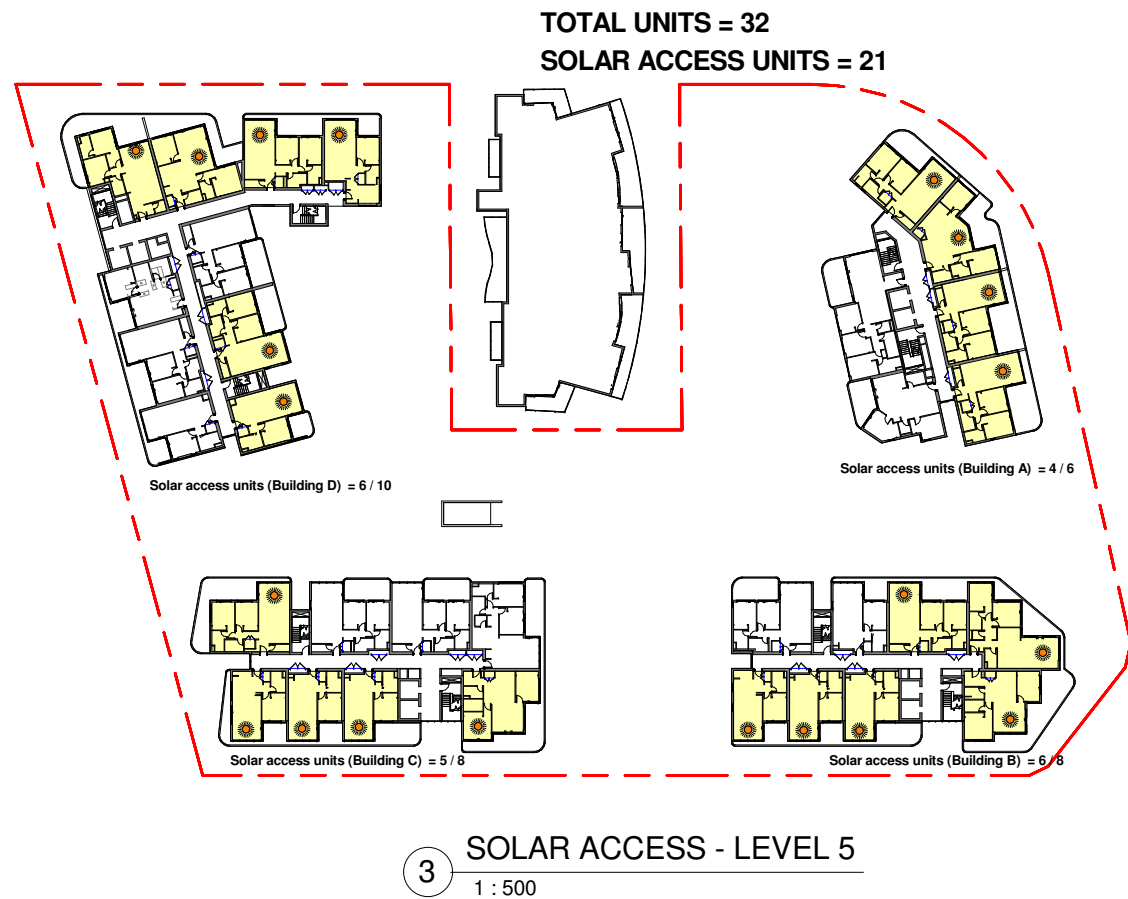 TOTAL UNITS = 32
SOLAR ACCESS UNITS = 21
Solar access units (Building D) = 6 / 10
Solar access units (Building A) = 4 / 6
Solar access units (Building C) = 5 / 8
Solar access units (Building B) = 6 / 8
3
SOLAR ACCESS - LEVEL 5
1 : 500